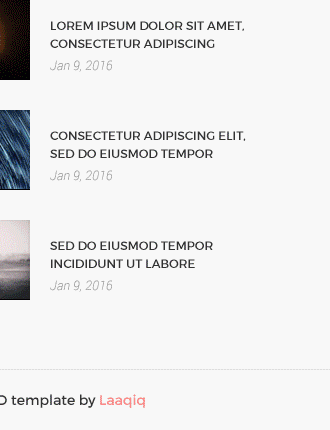 LOREM IPSUM DOLOR SIT AMET,
CONSECTETUR ADIPISCING
Jan 9, 2016
CONSECTETUR ADIPISCING ELIT,
SED DO EIUSMOD TEMPOR
Jan 9, 2016
SED DO EIUSMOD TEMPOR
INCIDIDUNT UT LABORE
Jan 9, 2016
template by Laaqiq